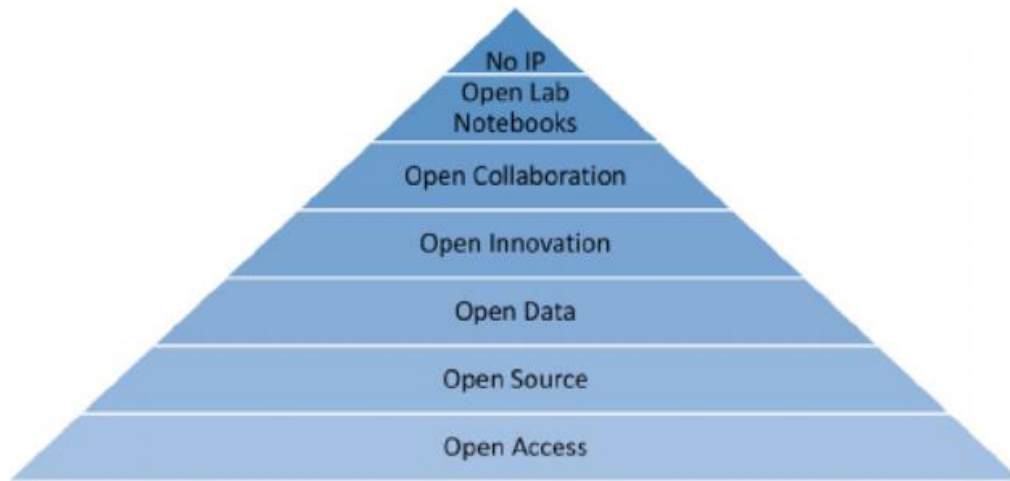 No IP
Open Lab
Notebooks
Open Collaboration
Open Innovation
Open Data
Open Source
Open Access